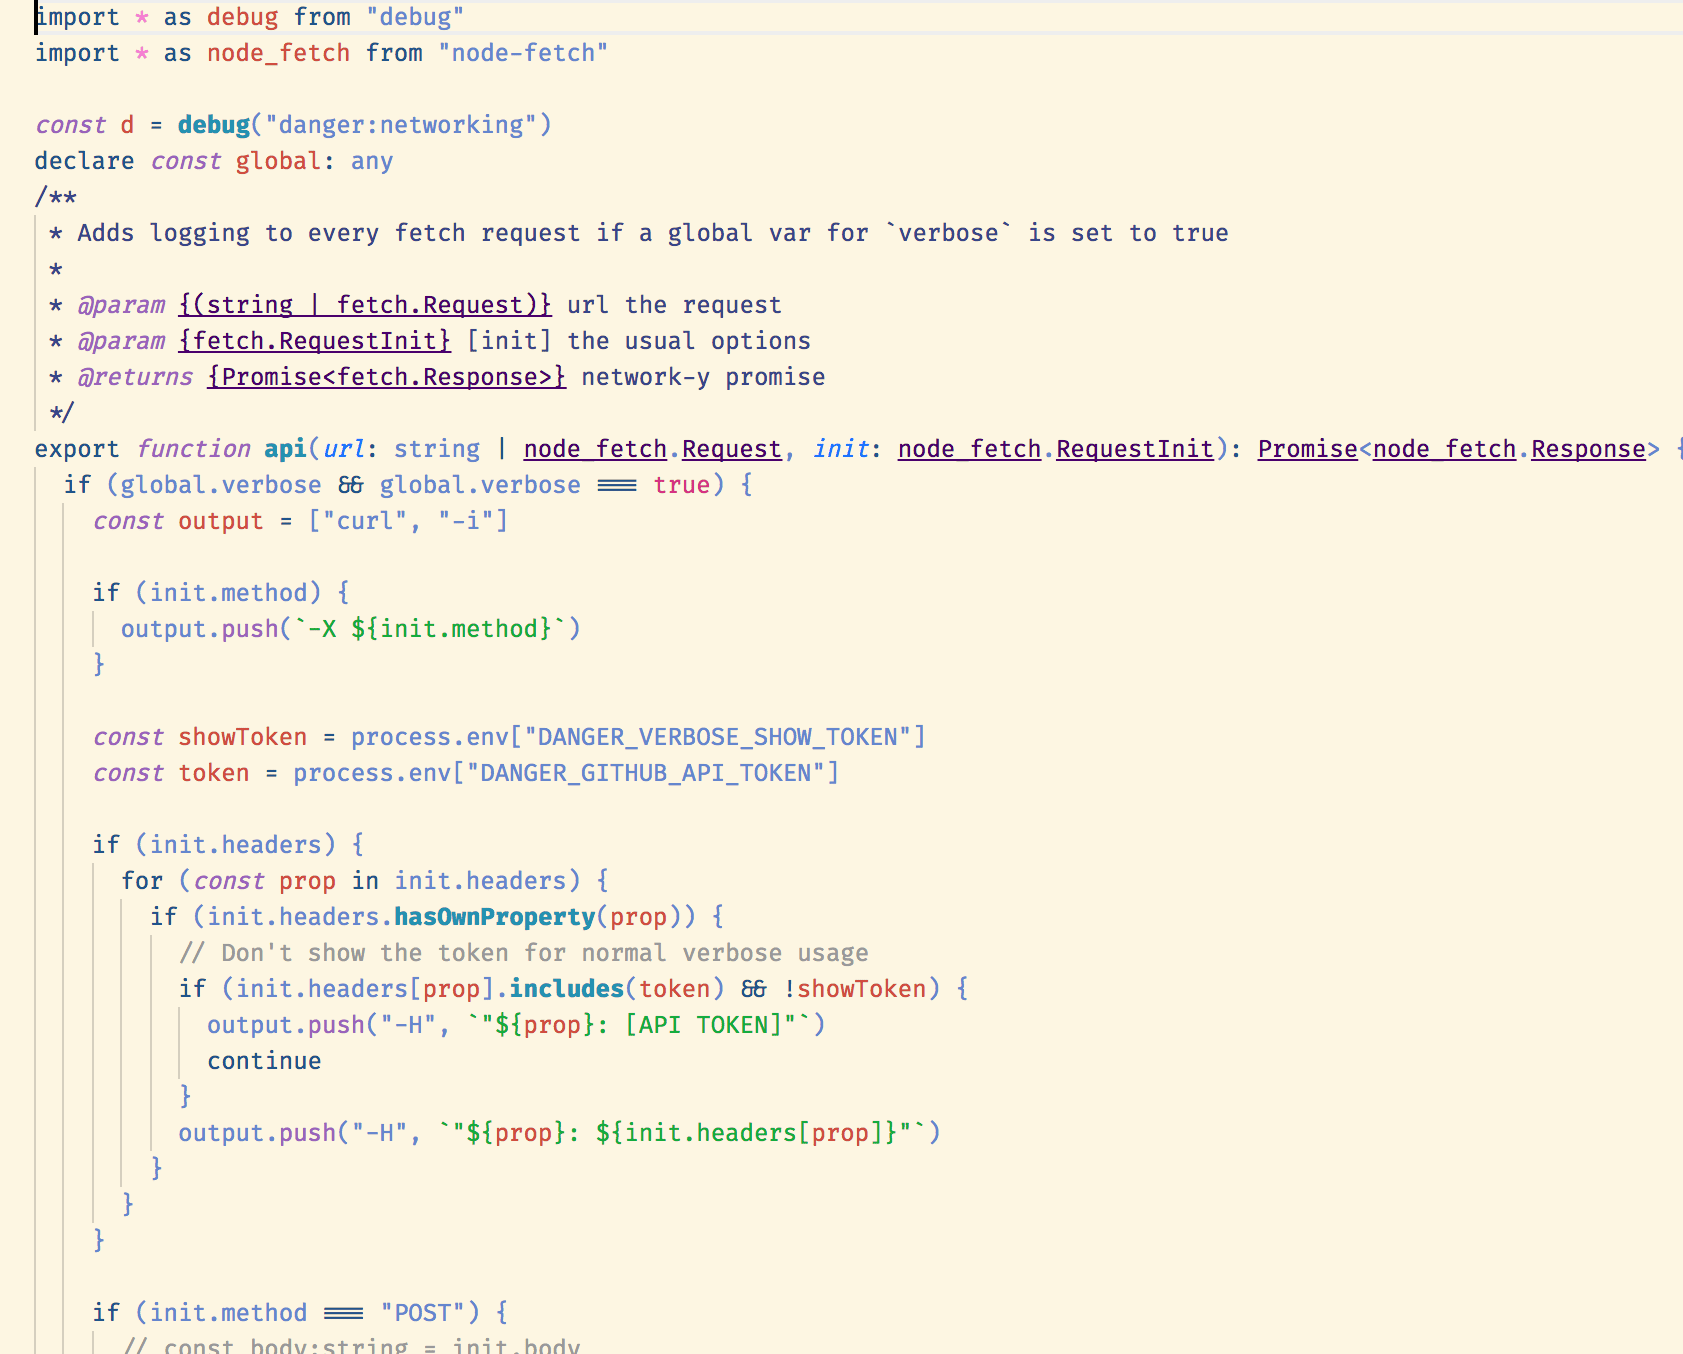 import * as debug from "debug"
import * as node_fetch from "node-fetch"

const d = debug("danger:networking")
declare const global: any
/**
 * Adds logging to every fetch request if a global var for `verbose` is set to true
 *
 * @param {(string | fetch.Request)} url the request
 * @param {fetch.RequestInit} [init] the usual options
 * @returns {Promise<fetch.Response>} network-y promise
 */
export function api(url: string | node_fetch.Request, init: node_fetch.RequestInit): Promise<node_fetch.Response> {
  if (global.verbose && global.verbose === true) {
    const output = ["curl", "-i"]

    if (init.method) {
      output.push(`-X ${init.method}`)
    }

    const showToken = process.env["DANGER_VERBOSE_SHOW_TOKEN"]
    const token = process.env["DANGER_GITHUB_API_TOKEN"]

    if (init.headers) {
      for (const prop in init.headers) {
        if (init.headers.hasOwnProperty(prop)) {
          // Don't show the token for normal verbose usage
          if (init.headers[prop].includes(token) && !showToken) {
            output.push("-H", `"${prop}: [API TOKEN]"`)
            continue
          }
          output.push("-H", `"${prop}: ${init.headers[prop]}"`)
        }
      }
    }

    if (init.method === "POST") {
      // const body:string = init.body